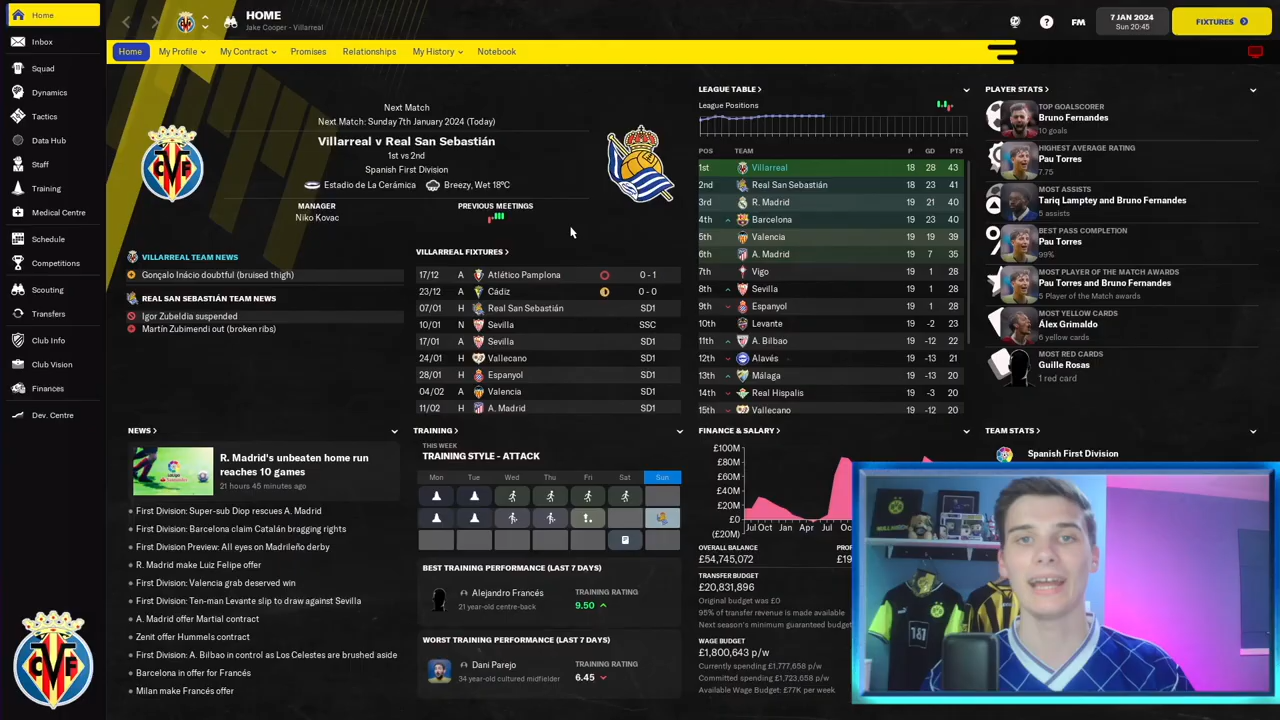 Home
Inbox
Squad
Dynamics
Tactics
Data Hub
Staff
Training
Medical Centre
Schedule
Competitions
Scouting
Transfers
Club Info
Club Vision
Finances
Dev. Centre
HOME
Jake Cooper - Villarreal
FM
7 JAN 2024
Sun 20:45
FIXTURES
Home
My Profile
My Contract
Promises
Relationships
My History
Notebook
Next Match
Next Match: Sunday 7th January 2024 (Today)
Villarreal v Real San Sebastián
1st vs 2nd
Spanish First Division
Estadio de La Cerámica
Breezy, Wet 18°C
MANAGER
Niko Kovac
PREVIOUS MEETINGS
VILLARREAL TEAM NEWS
Gonçalo Inácio doubtful (bruised thigh)
REAL SAN SEBASTIÁN TEAM NEWS
Igor Zubeldia suspended
Martín Zubimendi out (broken ribs)
VILLARREAL FIXTURES
17/12 A Atlético Pamplona 0 - 1
23/12 A Cádiz 0 - 0
07/01 H Real San Sebastián SD1
10/01 N Sevilla SSC
17/01 A Sevilla SD1
24/01 H Vallecano SD1
28/01 H Espanyol SD1
04/02 A Valencia SD1
11/02 H A. Madrid SD1
LEAGUE TABLE
League Positions
POS TEAM P GD PTS
1st Villarreal 18 28 43
2nd Real San Sebastián 18 23 41
3rd R. Madrid 19 21 40
4th Barcelona 19 23 40
5th Valencia 19 19 39
6th A. Madrid 19 7 35
7th Vigo 19 1 28
8th Sevilla 19 1 28
9th Espanyol 19 1 28
10th Levante 19 -2 23
11th A. Bilbao 19 -12 22
12th Alavés 19 -13 21
13th Málaga 19 -13 20
14th Real Hispalis 19 -3 20
15th Vallecano 19 -12 20
PLAYER STATS
TOP GOALSCORER
Bruno Fernandes
10 goals
HIGHEST AVERAGE RATING
Pau Torres
7.75
MOST ASSISTS
Tariq Lamptey and Bruno Fernandes
5 assists
BEST PASS COMPLETION
Pau Torres
99%
MOST PLAYER OF THE MATCH AWARDS
Pau Torres and Bruno Fernandes
5 Player of the Match awards
MOST YELLOW CARDS
Álex Grimaldo
6 yellow cards
MOST RED CARDS
Guille Rosas
1 red card
NEWS
R. Madrid's unbeaten home run
reaches 10 games
21 hours 45 minutes ago
First Division: Super-sub Diop rescues A. Madrid
First Division: Barcelona claim Catalán bragging rights
First Division Preview: All eyes on Madrileño derby
R. Madrid make Luiz Felipe offer
First Division: Valencia grab deserved win
First Division: Ten-man Levante slip to draw against Sevilla
A. Madrid offer Martial contract
Zenit offer Hummels contract
First Division: A. Bilbao in control as Los Celestes are brushed aside
Barcelona in offer for Francés
Milan make Francés offer
TRAINING
THIS WEEK
TRAINING STYLE - ATTACK
Mon Tue Wed Thu Fri Sat Sun
BEST TRAINING PERFORMANCE (LAST 7 DAYS)
Alejandro Francés
21 year-old centre-back
TRAINING RATING
9.50
WORST TRAINING PERFORMANCE (LAST 7 DAYS)
Dani Parejo
34 year-old cultured midfielder
TRAINING RATING
6.45
FINANCE & SALARY
£100M
£80M
£60M
£40M
£20M
£0
(£20M)
Jul Oct Jan Apr Jul Oct
OVERALL BALANCE
£54,745,072
TRANSFER BUDGET
£20,831,896
Original budget was £0
95% of transfer revenue is made available
Next season's minimum guaranteed budget
WAGE BUDGET
£1,800,643 p/w
Currently spending £1,777,658 p/w
Committed spending £1,723,658 p/w
Available Wage Budget: £77K per week
TEAM STATS
Spanish First Division